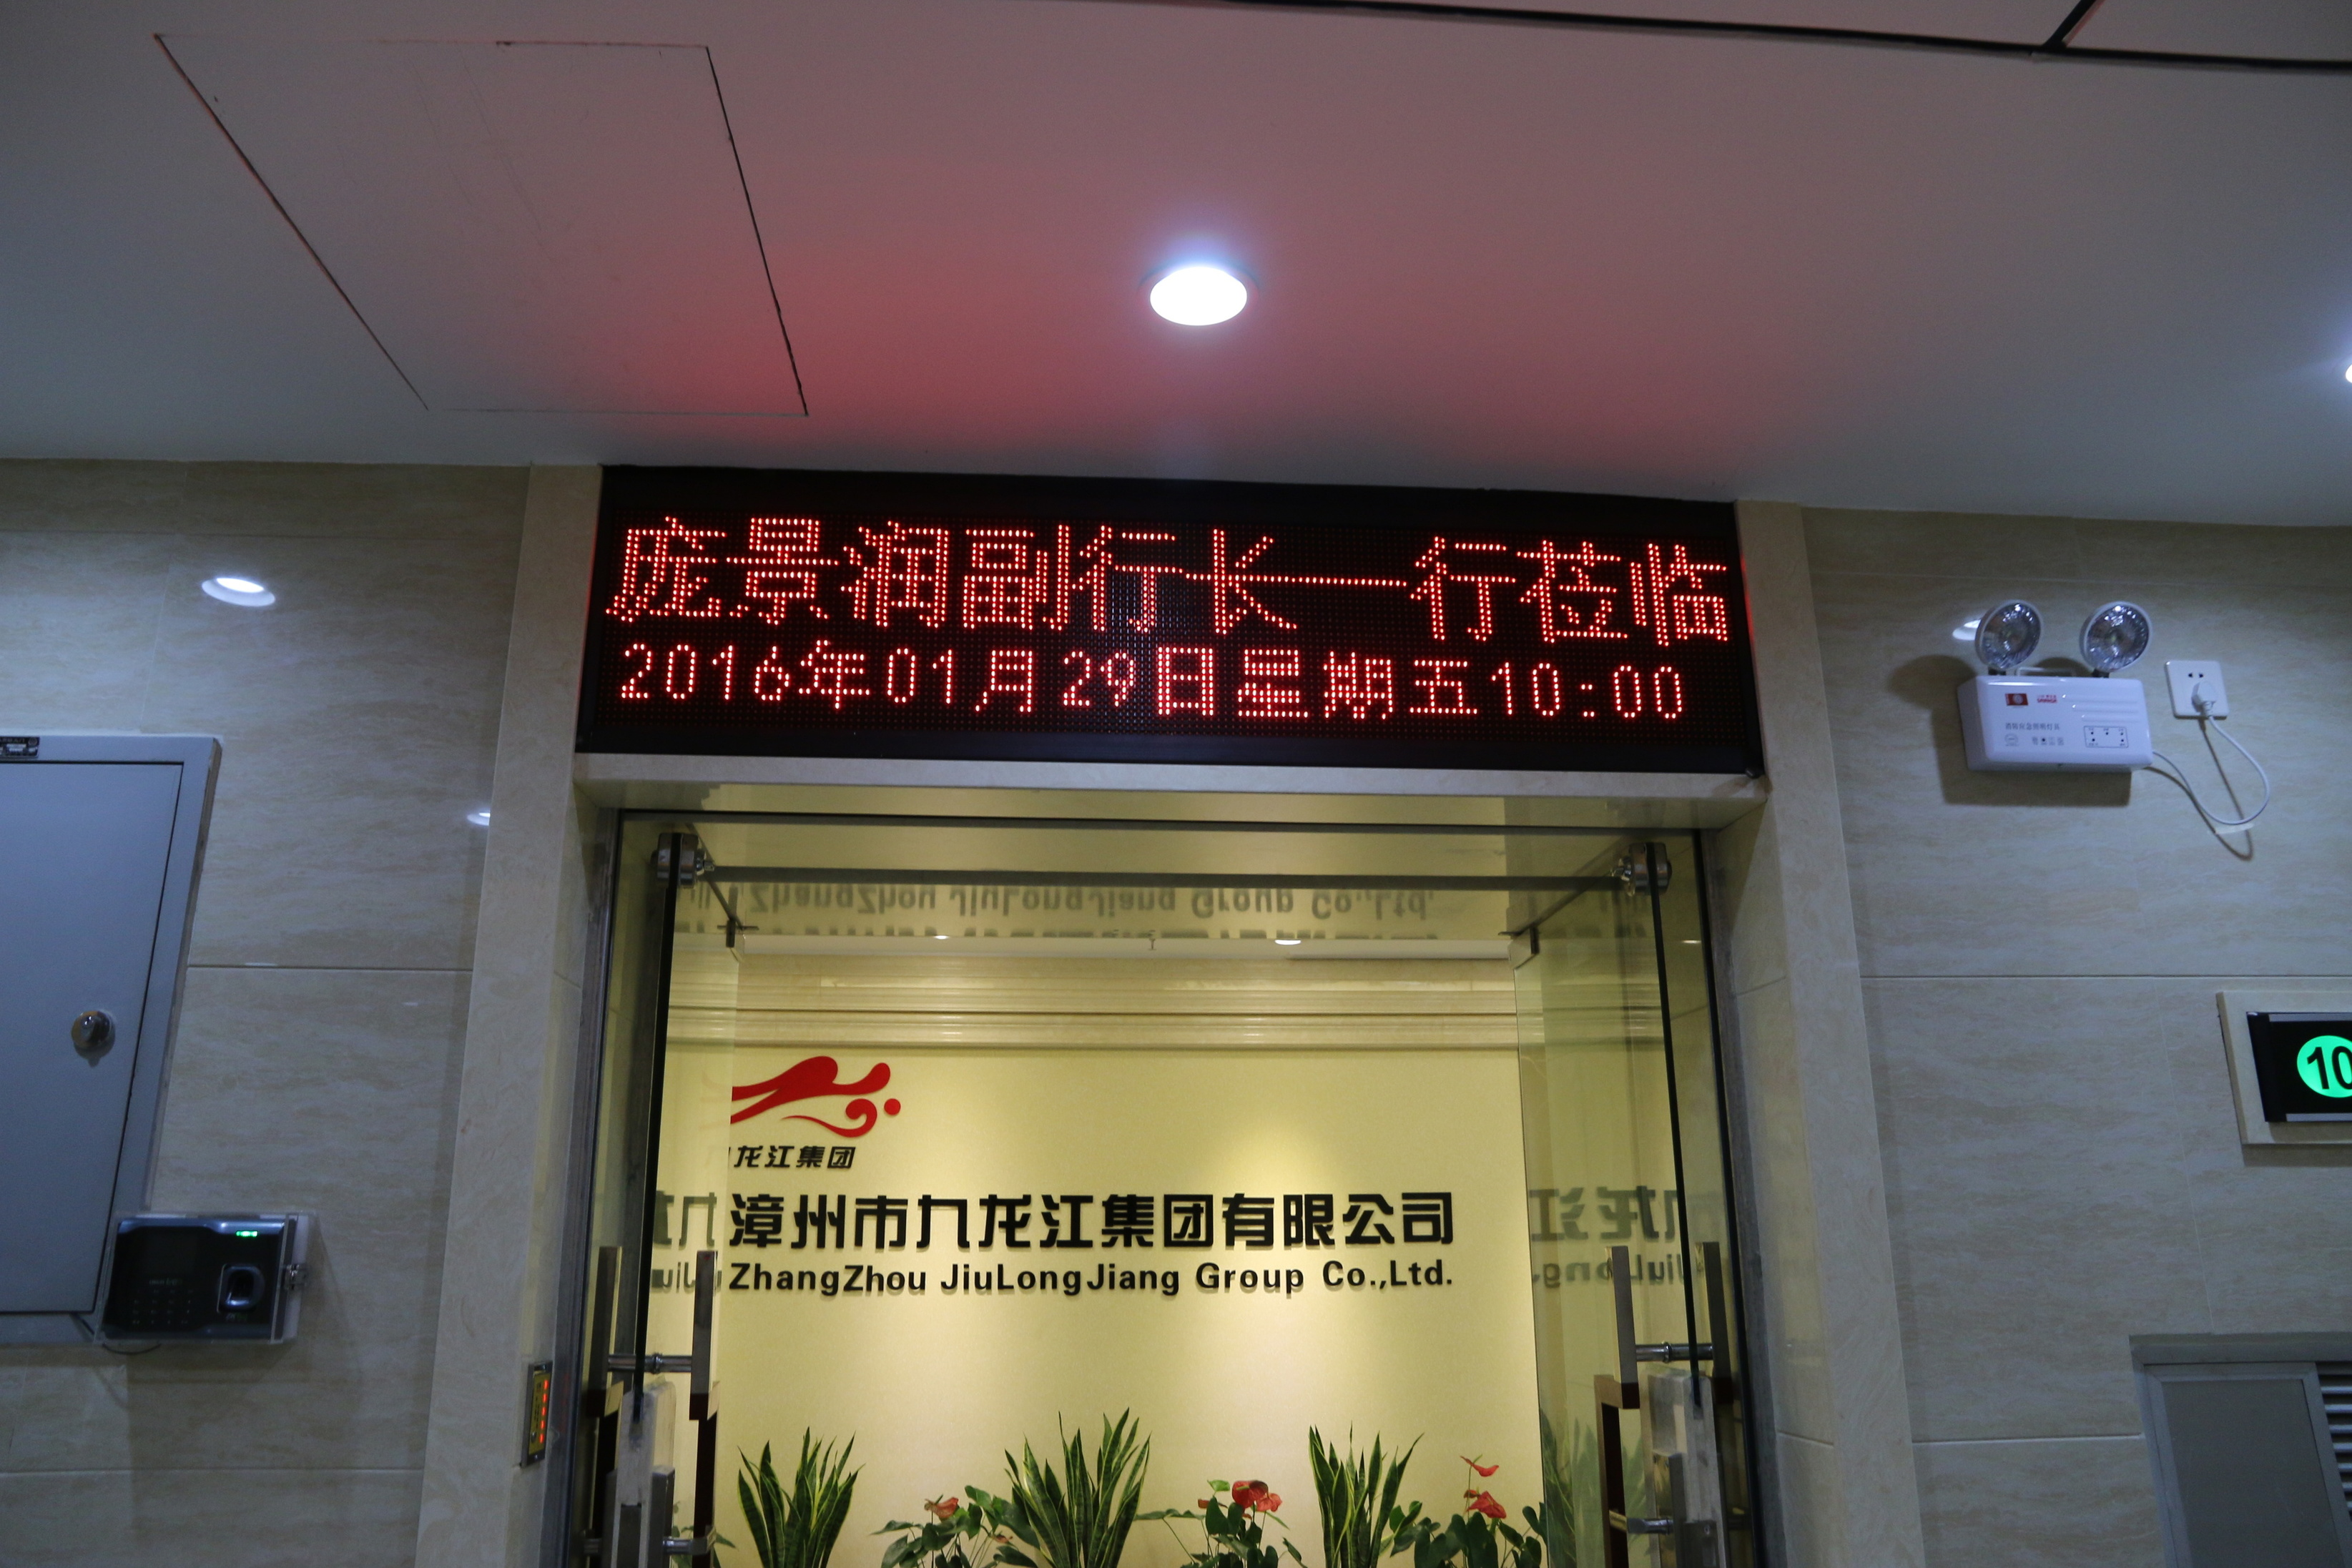 庞景润副行长一行莅临
2016年01月29日星期五10:00
龙江集团
漳州市九龙江集团有限公司
ZhangZhou JiuLongJiang Group Co.,Ltd.
10